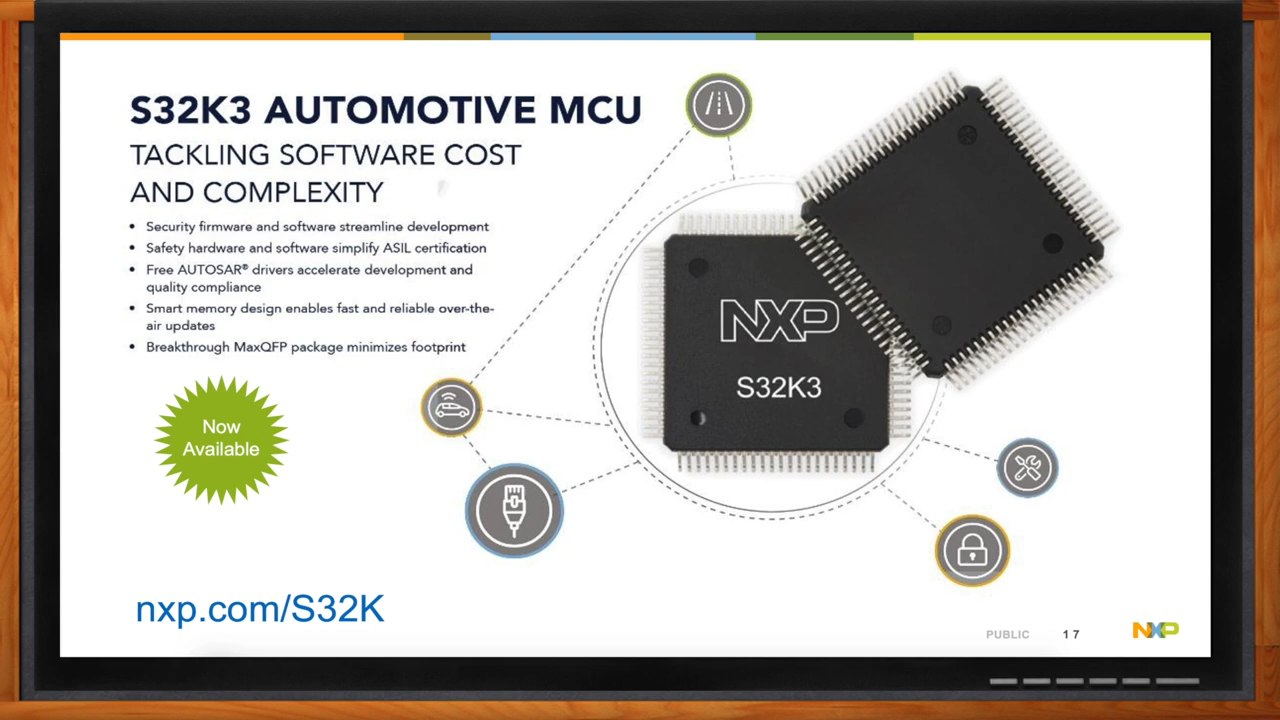 S32K3 AUTOMOTIVE MCU
TACKLING SOFTWARE COST
AND COMPLEXITY
• Security firmware and software streamline development
• Safety hardware and software simplify ASIL certification
• Free AUTOSAR® drivers accelerate development and
quality compliance
• Smart memory design enables fast and reliable over-the-
air updates
• Breakthrough MaxQFP package minimizes footprint
Now
Available
NXP
S32K3
nxp.com/S32K
PUBLIC
17
NXP